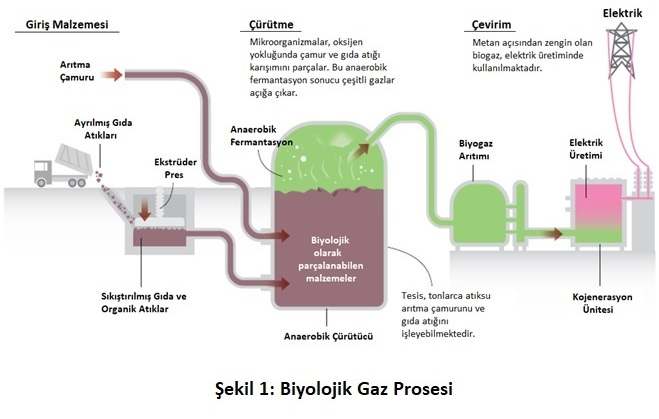 Giriş Malzemesi
Çürütme
Mikroorganizmalar, oksijen
yokluğunda çamur ve gıda atığı
karışımını parçalar. Bu anaerobik
fermantasyon sonucu çeşitli gazlar
açığa çıkar.
Çevirim
Metan açısından zengin olan
biogaz, elektrik üretiminde
kullanılmaktadır.
Elektrik
Arıtma
Çamuru
Ayrılmış Gıda
Atıkları
Ekstrüder
Pres
Anaerobik
Fermantasyon
Biyogaz
Arıtımı
Elektrik
Üretimi
Biyolojik
olarak
parçalanabilen
malzemeler
Sıkıştırılmış Gıda ve
Organik Atıklar
Anaerobik Çürütücü
Tesis, tonlarca atıksu
arıtma çamurunu ve
gıda atığını
işleyebilmektedir.
Kojenerasyon
Ünitesi
Şekil 1: Biyolojik Gaz Prosesi